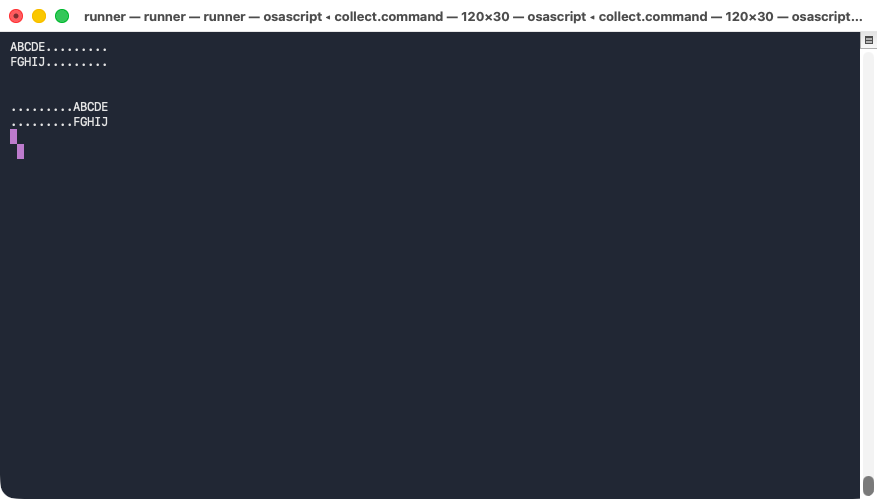 runner — runner — runner — osascript ◂ collect.command — 120×30 — osascript ◂ collect.command — 120×30 — osascript...
ABCDE.........
FGHIJ.........
.........ABCDE
.........FGHIJ